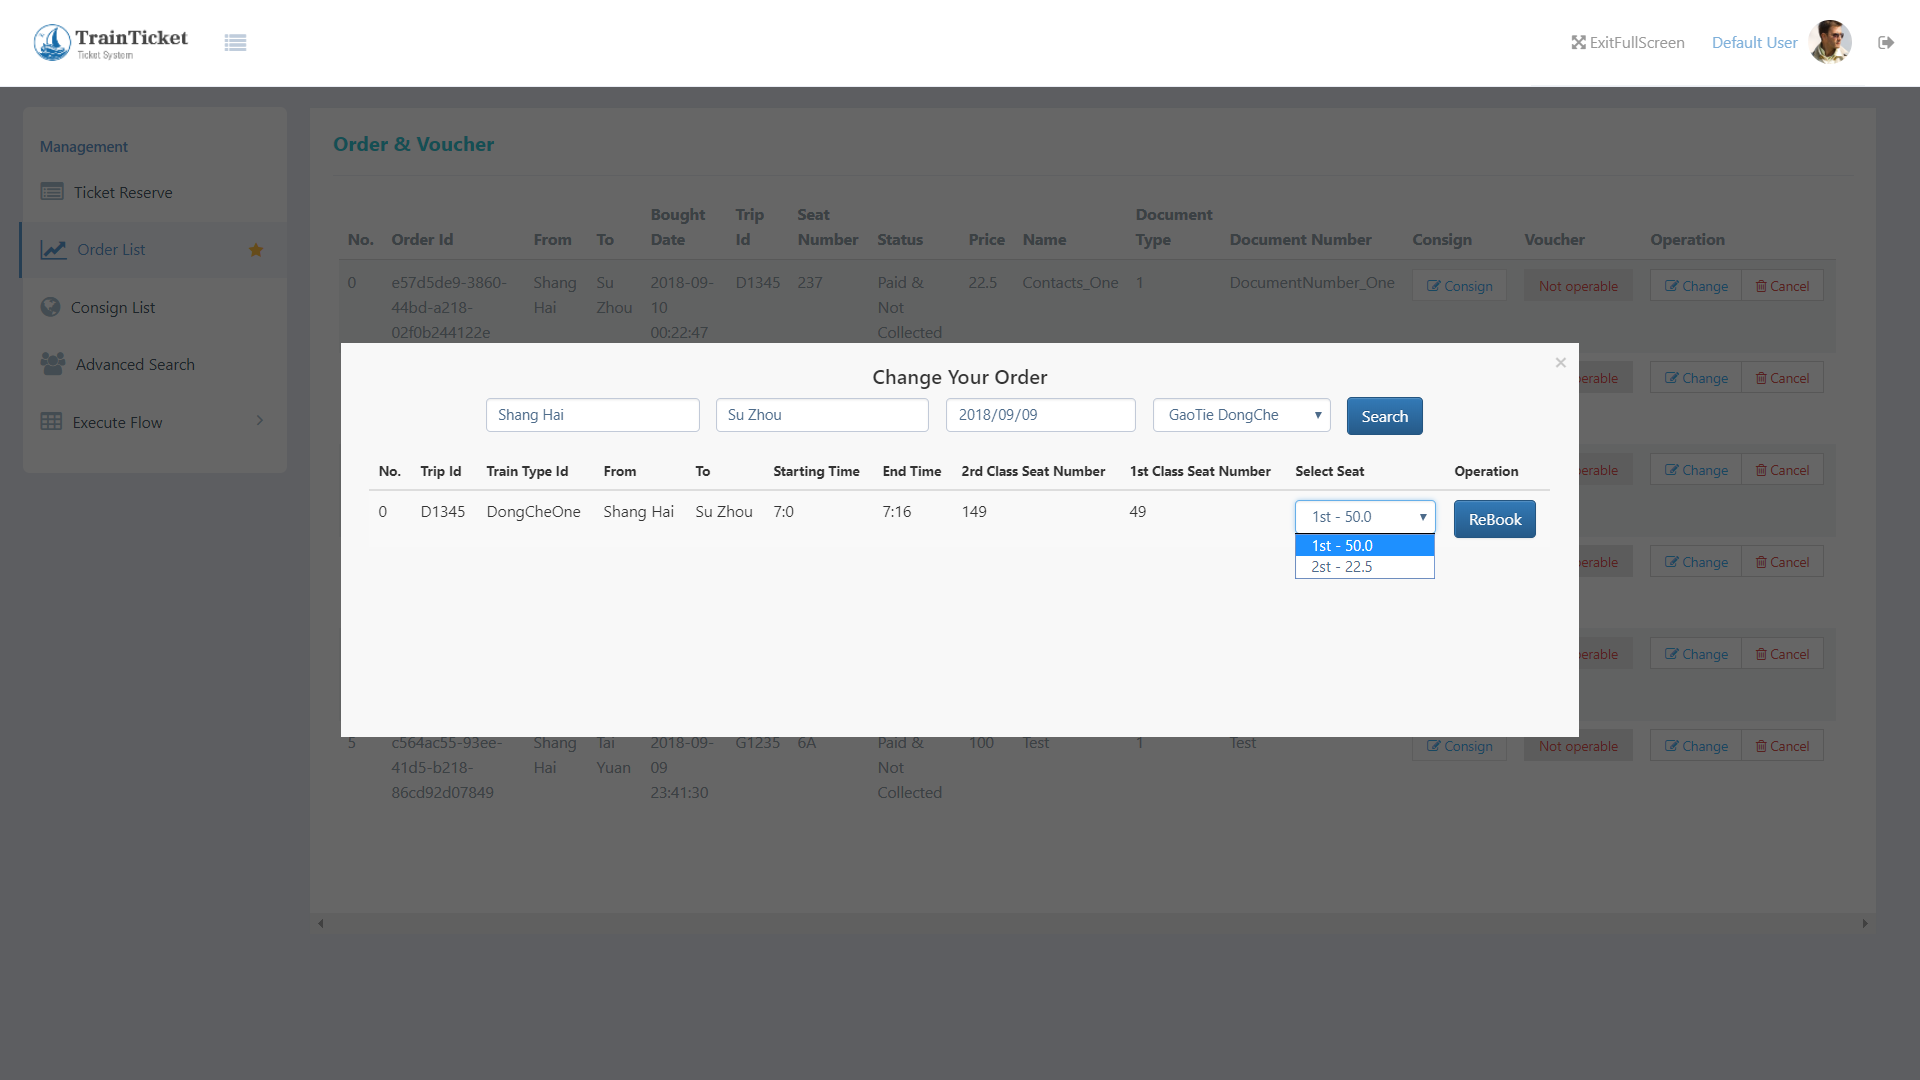 TrainTicket
Ticket System
ExitFullScreen
Default User
Management
Ticket Reserve
Order List
Consign List
Advanced Search
Execute Flow
Order & Voucher
No. Order Id From To Bought Date Trip Id Seat Number Status Price Name Document Type Document Number Consign Voucher Operation
0 e57d5de9-3860- Shang Su 2018-09- D1345 237 Paid & 22.5 Contacts_One 1 DocumentNumber_One Consign Not operable Change Cancel
44bd-a218- Hai Zhou 10 Not
02f0b244122e 00:22:47 Collected
Change Your Order
×
Shang Hai Su Zhou 2018/09/09 GaoTie DongChe Search
No. Trip Id Train Type Id From To Starting Time End Time 2rd Class Seat Number 1st Class Seat Number Select Seat Operation
0 D1345 DongCheOne Shang Hai Su Zhou 7:0 7:16 149 49 1st - 50.0 ReBook
1st - 50.0
2st - 22.5
erable Change Cancel
erable Change Cancel
erable Change Cancel
erable Change Cancel
5 c564ac55-93ee- Shang Tai 2018-09- G1235 6A Paid & 100 Test 1 Test Consign Not operable Change Cancel
41d5-b218- Hai Yuan 09 Not
86cd92d07849 23:41:30 Collected